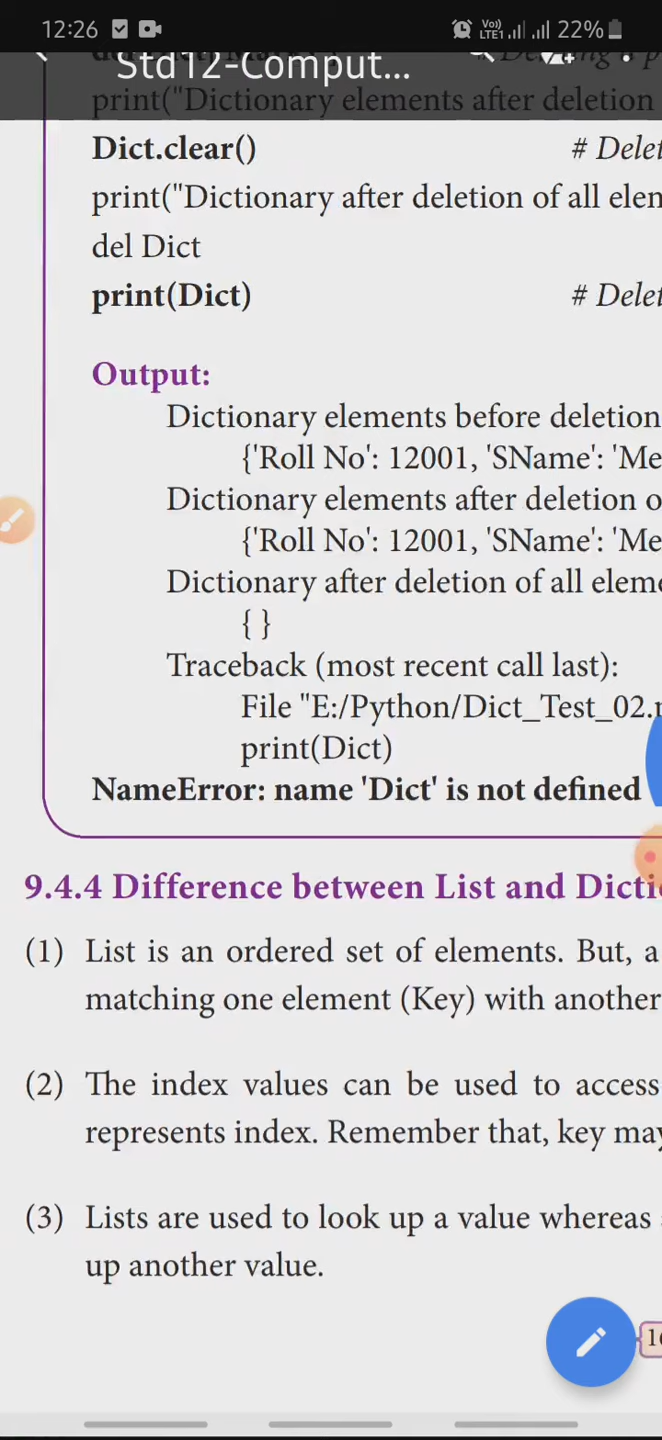 12:26 Vo)) LTE1 22%
Std12-Comput...
print("Dictionary elements after deletion
Dict.clear() # Delet
print("Dictionary after deletion of all elem
del Dict
print(Dict) # Delet
Output:
Dictionary elements before deletion
{'Roll No': 12001, 'SName': 'Me
Dictionary elements after deletion o
{'Roll No': 12001, 'SName': 'Me
Dictionary after deletion of all eleme
{ }
Traceback (most recent call last):
File "E:/Python/Dict_Test_02.
print(Dict)
NameError: name 'Dict' is not defined
9.4.4 Difference between List and Dicti
(1) List is an ordered set of elements. But, a
matching one element (Key) with another
(2) The index values can be used to access
represents index. Remember that, key may
(3) Lists are used to look up a value whereas
up another value.